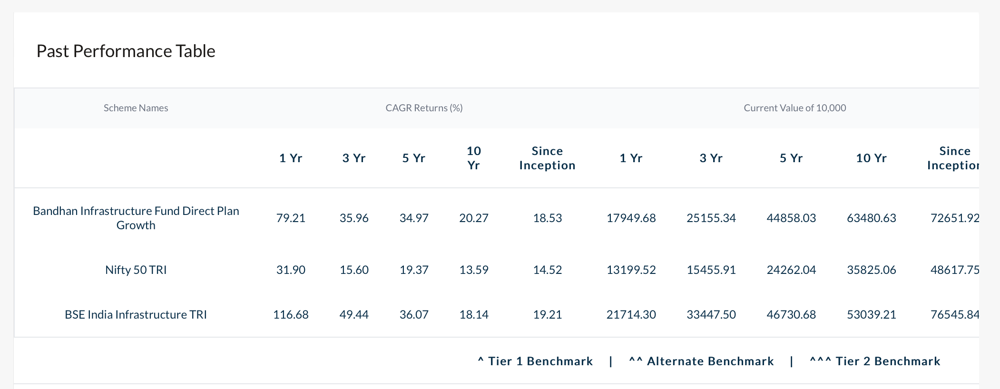 Past Performance Table
Scheme Names CAGR Returns (%) Current Value of 10,000
1 Yr 3 Yr 5 Yr 10 Yr Since Inception 1 Yr 3 Yr 5 Yr 10 Yr Since Inception
Bandhan Infrastructure Fund Direct Plan
Growth 79.21 35.96 34.97 20.27 18.53 17949.68 25155.34 44858.03 63480.63 72651.92
Nifty 50 TRI 31.90 15.60 19.37 13.59 14.52 13199.52 15455.91 24262.04 35825.06 48617.75
BSE India Infrastructure TRI 116.68 49.44 36.07 18.14 19.21 21714.30 33447.50 46730.68 53039.21 76545.84
^ Tier 1 Benchmark | ^^ Alternate Benchmark | ^^^ Tier 2 Benchmark